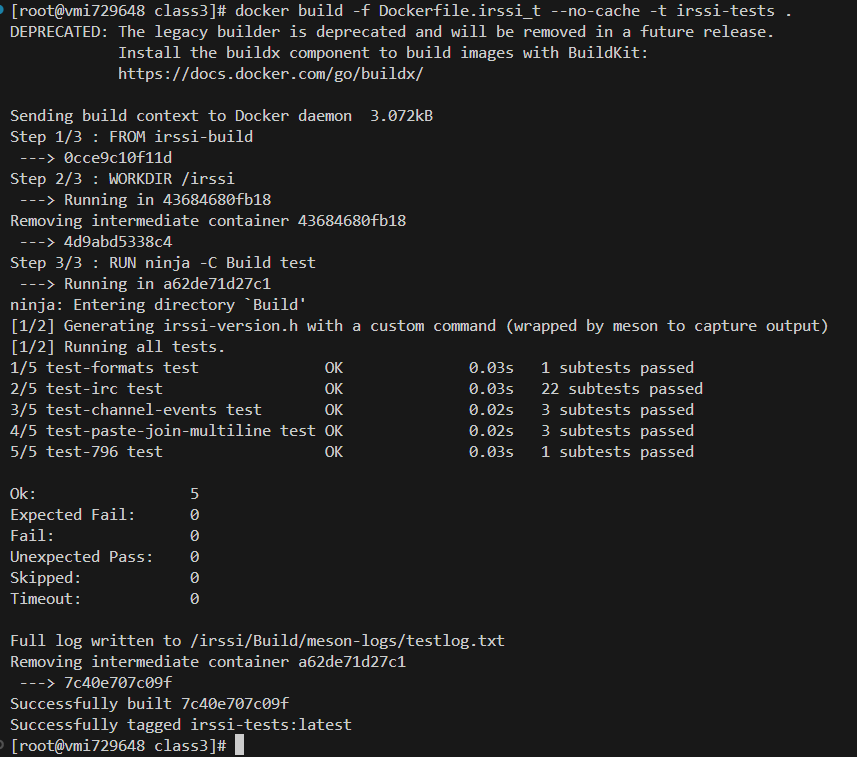 [root@vmi729648 class3]# docker build -f Dockerfile.irssi_t --no-cache -t irssi-tests .
DEPRECATED: The legacy builder is deprecated and will be removed in a future release.
            Install the buildx component to build images with BuildKit:
            https://docs.docker.com/go/buildx/

Sending build context to Docker daemon  3.072kB
Step 1/3 : FROM irssi-build
 ---> 0cce9c10f11d
Step 2/3 : WORKDIR /irssi
 ---> Running in 43684680fb18
Removing intermediate container 43684680fb18
 ---> 4d9abd5338c4
Step 3/3 : RUN ninja -C Build test
 ---> Running in a62de71d27c1
ninja: Entering directory `Build'
[1/2] Generating irssi-version.h with a custom command (wrapped by meson to capture output)
[1/2] Running all tests.
1/5 test-formats test              OK              0.03s   1 subtests passed
2/5 test-irc test                  OK              0.03s   22 subtests passed
3/5 test-channel-events test       OK              0.02s   3 subtests passed
4/5 test-paste-join-multiline test OK              0.02s   3 subtests passed
5/5 test-796 test                  OK              0.03s   1 subtests passed

Ok:                 5
Expected Fail:      0
Fail:               0
Unexpected Pass:    0
Skipped:            0
Timeout:            0

Full log written to /irssi/Build/meson-logs/testlog.txt
Removing intermediate container a62de71d27c1
 ---> 7c40e707c09f
Successfully built 7c40e707c09f
Successfully tagged irssi-tests:latest
[root@vmi729648 class3]#